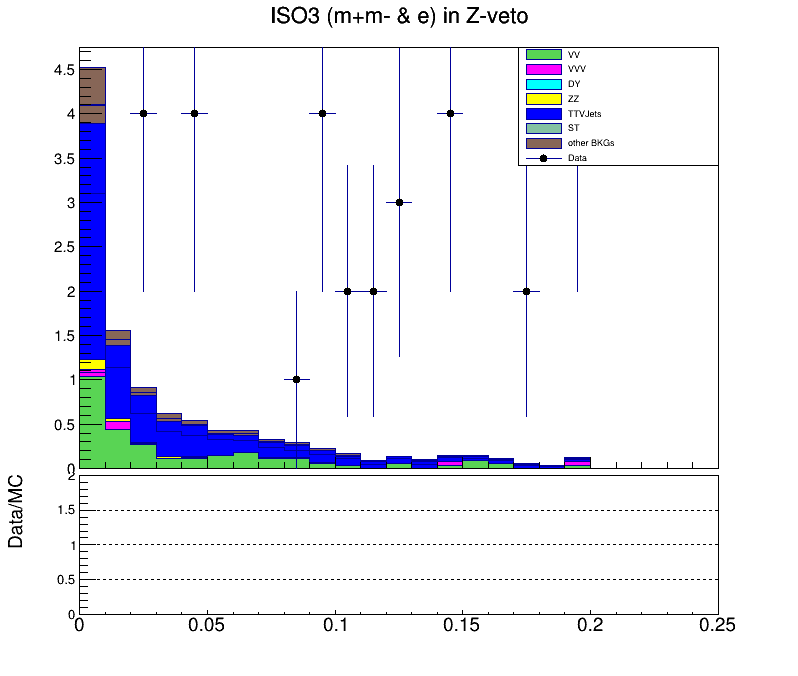 ISO3 (m+m- & e) in Z-veto
4.5
4
3.5
3
2.5
2
1.5
1
0.5
0
VV
VVV
DY
ZZ
TTVJets
ST
other BKGs
Data
Data/MC
2
1.5
1
0.5
0
0 0.05 0.1 0.15 0.2 0.25